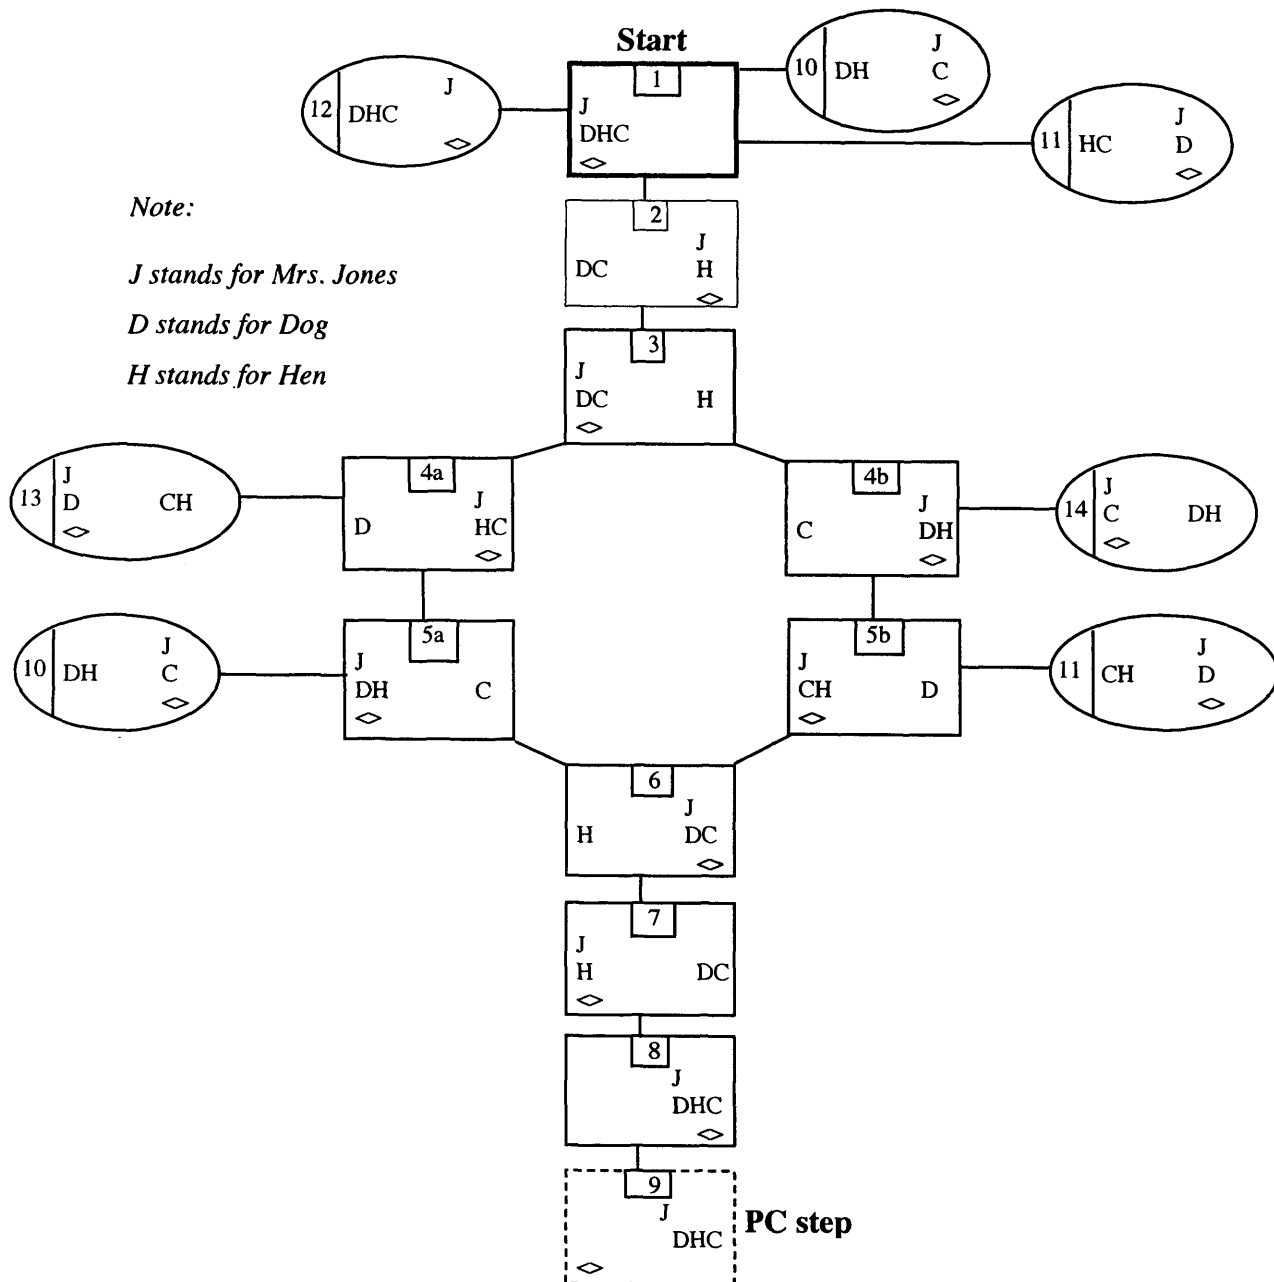 Start
1
J
DHC
10
DH
J
C
12
DHC
J
11
HC
J
D
Note:
J stands for Mrs. Jones
D stands for Dog
H stands for Hen
2
DC
J
H
3
J
DC
H
13
J
D
CH
4a
D
J
HC
4b
C
J
DH
14
J
C
DH
10
DH
J
C
5a
J
DH
C
5b
J
CH
D
11
CH
J
D
6
H
J
DC
7
J
H
DC
8
J
DHC
9
J
DHC
PC step